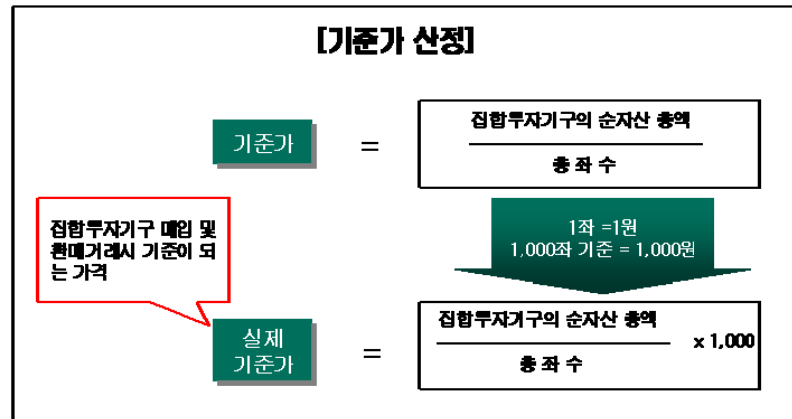 [기준가 산정]
기준가
=
집합투자기구의 순자산 총액
총 좌 수
집합투자기구 매입 및
환매거래시 기준이 되
는 가격
1좌 =1원
1,000좌 기준 = 1,000원
실제
기준가
=
집합투자기구의 순자산 총액
총 좌 수
x 1,000